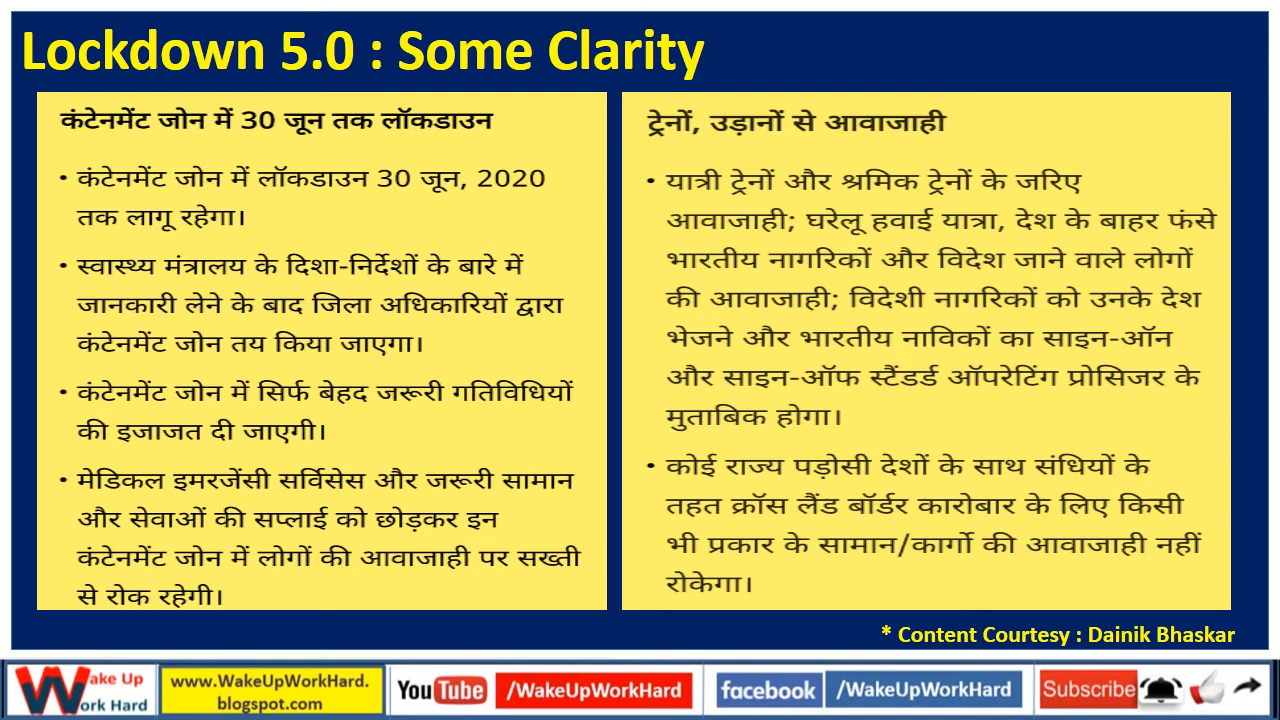 Lockdown 5.0 : Some Clarity
कंटेनमेंट जोन में 30 जून तक लॉकडाउन
• कंटेनमेंट जोन में लॉकडाउन 30 जून, 2020
तक लागू रहेगा।
• स्वास्थ्य मंत्रालय के दिशा-निर्देशों के बारे में
जानकारी लेने के बाद जिला अधिकारियों द्वारा
कंटेनमेंट जोन तय किया जाएगा।
• कंटेनमेंट जोन में सिर्फ बेहद जरूरी गतिविधियों
की इजाजत दी जाएगी।
• मेडिकल इमरजेंसी सर्विसेस और जरूरी सामान
और सेवाओं की सप्लाई को छोड़कर इन
कंटेनमेंट जोन में लोगों की आवाजाही पर सख्ती
से रोक रहेगी।
ट्रेनों, उड़ानों से आवाजाही
• यात्री ट्रेनों और श्रमिक ट्रेनों के जरिए
आवाजाही; घरेलू हवाई यात्रा, देश के बाहर फंसे
भारतीय नागरिकों और विदेश जाने वाले लोगों
की आवाजाही; विदेशी नागरिकों को उनके देश
भेजने और भारतीय नाविकों का साइन-ऑन
और साइन-ऑफ स्टैंडर्ड ऑपरेटिंग प्रोसिजर के
मुताबिक होगा।
• कोई राज्य पड़ोसी देशों के साथ संधियों के
तहत क्रॉस लैंड बॉर्डर कारोबार के लिए किसी
भी प्रकार के सामान/कार्गो की आवाजाही नहीं
रोकेगा।
* Content Courtesy : Dainik Bhaskar
Wake Up
Work Hard
www.WakeUpWorkHard.
blogspot.com
YouTube
/WakeUpWorkHard
facebook
/WakeUpWorkHard
Subscribe